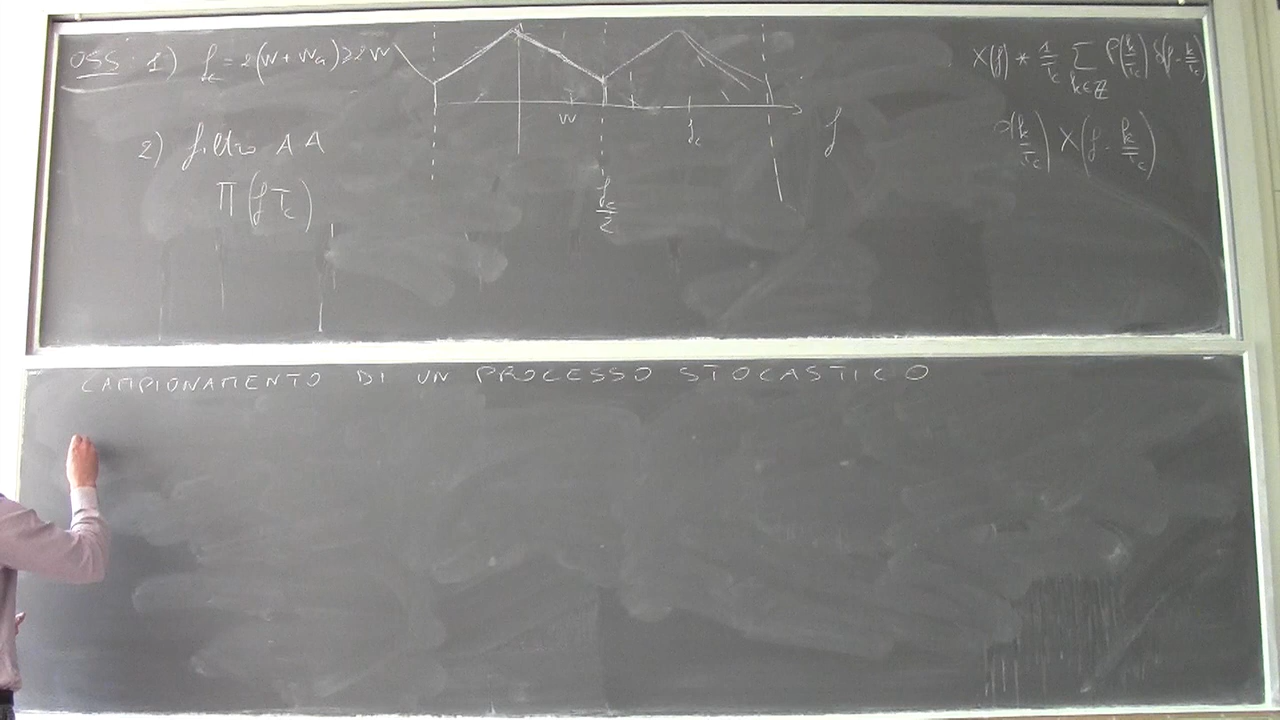 OSS: 1) f_c = 2(W + W_a) ≥ 2W
2) filtro AA
Π(f T_c)
W
f_c
f
f_c/2
X(f) * 1/T_c ∑_{k∈ℤ} P(k/T_c) δ(f - k/T_c)
P(k/T_c) X(f - k/T_c)
CAMPIONAMENTO DI UN PROCESSO STOCASTICO